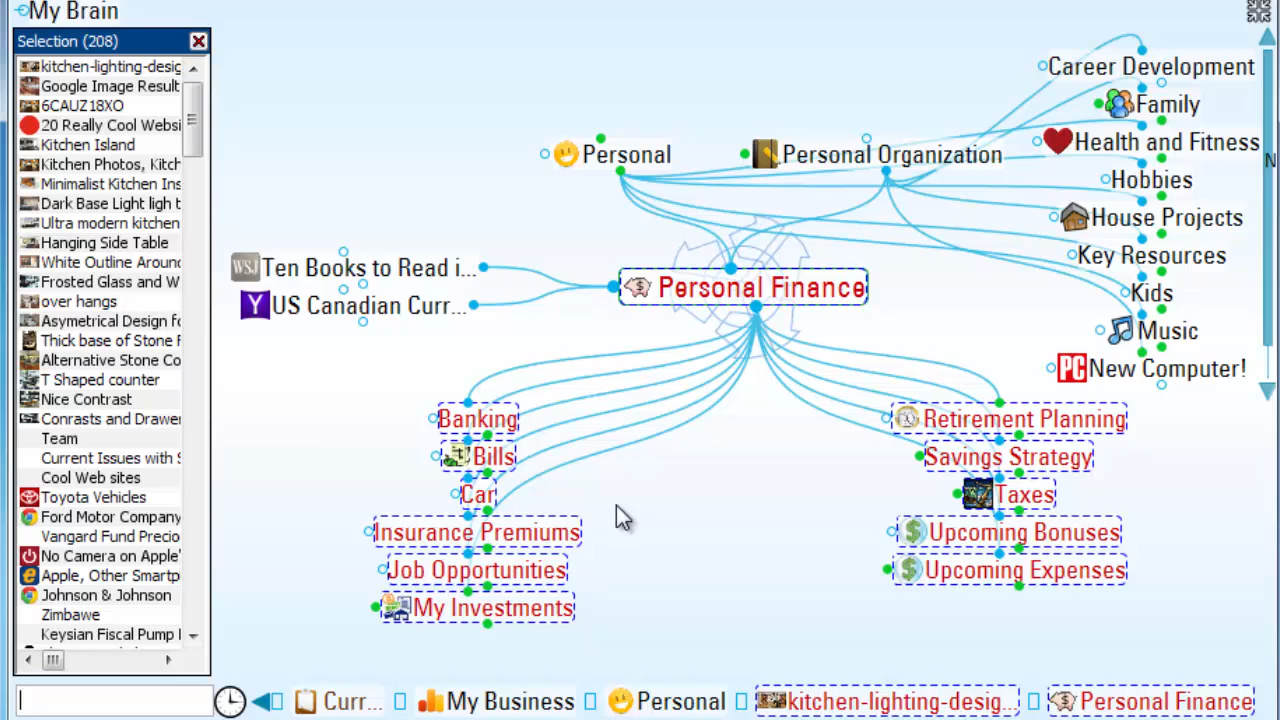 My Brain
Selection (208)
kitchen-lighting-desig
Google Image Result
6CAUZ18XO
20 Really Cool Websi
Kitchen Island
Kitchen Photos, Kitch
Minimalist Kitchen Ins
Dark Base Light ligh t
Ultra modern kitchen
Hanging Side Table
White Outline Aroun
Frosted Glass and W
over hangs
Asymetrical Design fo
Thick base of Stone F
Alternative Stone Co
T Shaped counter
Nice Contrast
Conrasts and Drawer
Team
Current Issues with S
Cool Web sites
Toyota Vehicles
Ford Motor Company
Vangard Fund Precio
No Camera on Apple'
Apple, Other Smartp
Johnson & Johnson
Zimbawe
Keysian Fiscal Pump
Personal
Personal Organization
Career Development
Family
Health and Fitness
Hobbies
House Projects
Key Resources
Kids
Music
PC New Computer!
N
WSJ Ten Books to Read i...
Y US Canadian Curr...
Personal Finance
Banking
Bills
Car
Insurance Premiums
Job Opportunities
My Investments
Retirement Planning
Savings Strategy
Taxes
Upcoming Bonuses
Upcoming Expenses
Curr... My Business Personal kitchen-lighting-desig... Personal Finance